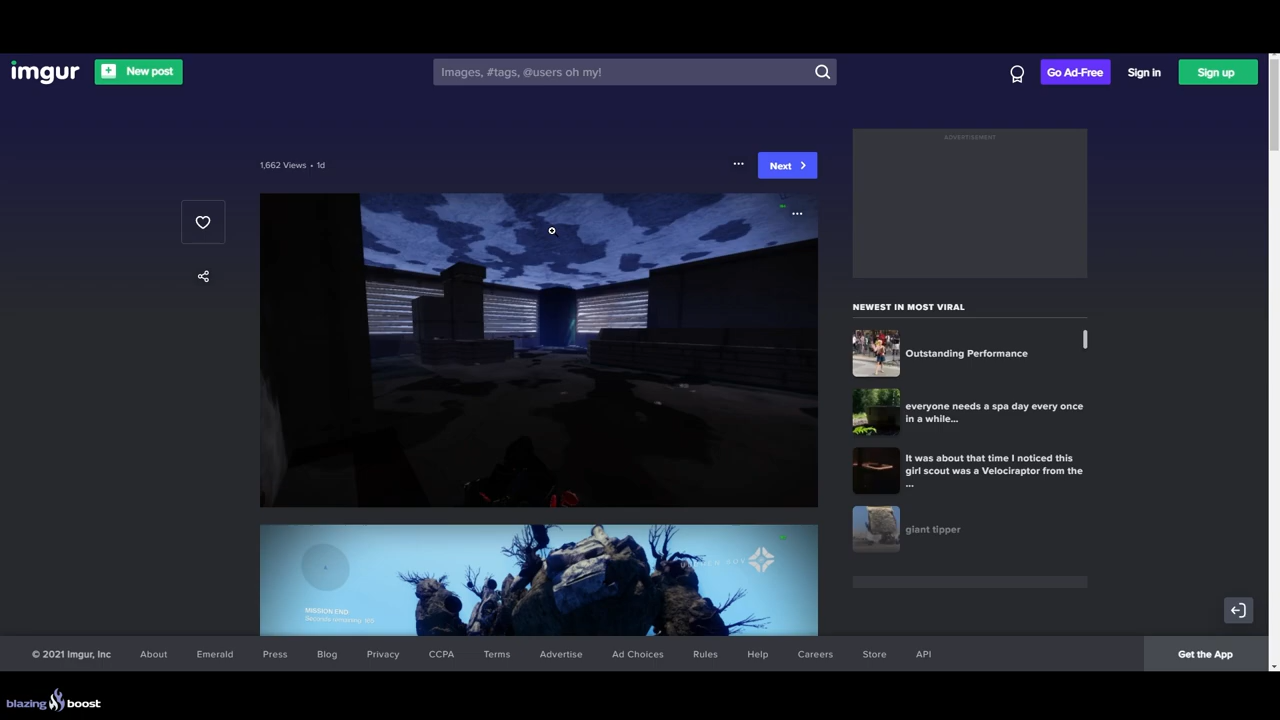 imgur
New post
Images, #tags, @users oh my!
Go Ad-Free
Sign in
Sign up
1,662 Views • 1d
Next
ADVERTISEMENT
NEWEST IN MOST VIRAL
Outstanding Performance
everyone needs a spa day every once
in a while...
It was about that time I noticed this
girl scout was a Velociraptor from the
...
giant tipper
MISSION END
Seconds remaining: 
© 2021 Imgur, Inc
About
Emerald
Press
Blog
Privacy
CCPA
Terms
Advertise
Ad Choices
Rules
Help
Careers
Store
API
Get the App
blazing boost